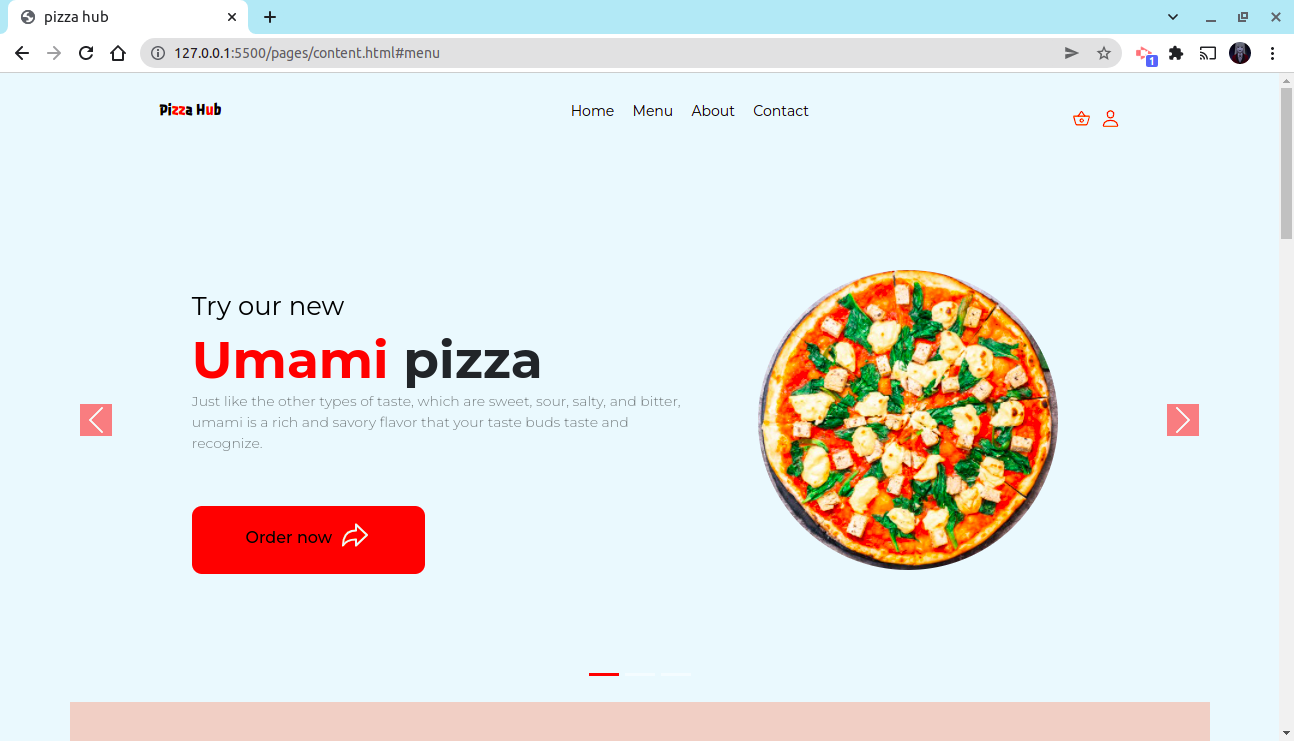 pizza hub
127.0.0.1:5500/pages/content.html#menu
1
Pizza Hub
Home Menu About Contact
Try our new
Umami pizza
Just like the other types of taste, which are sweet, sour, salty, and bitter,
umami is a rich and savory flavor that your taste buds taste and
recognize.
Order now